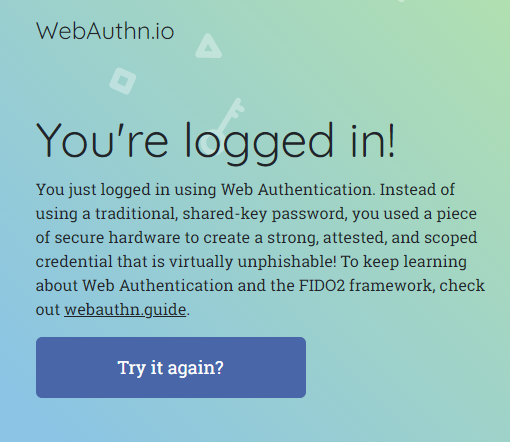 WebAuthn.io
You're logged in!
You just logged in using Web Authentication. Instead of
using a traditional, shared-key password, you used a piece
of secure hardware to create a strong, attested, and scoped
credential that is virtually unphishable! To keep learning
about Web Authentication and the FIDO2 framework, check
out webauthn.guide.
Try it again?